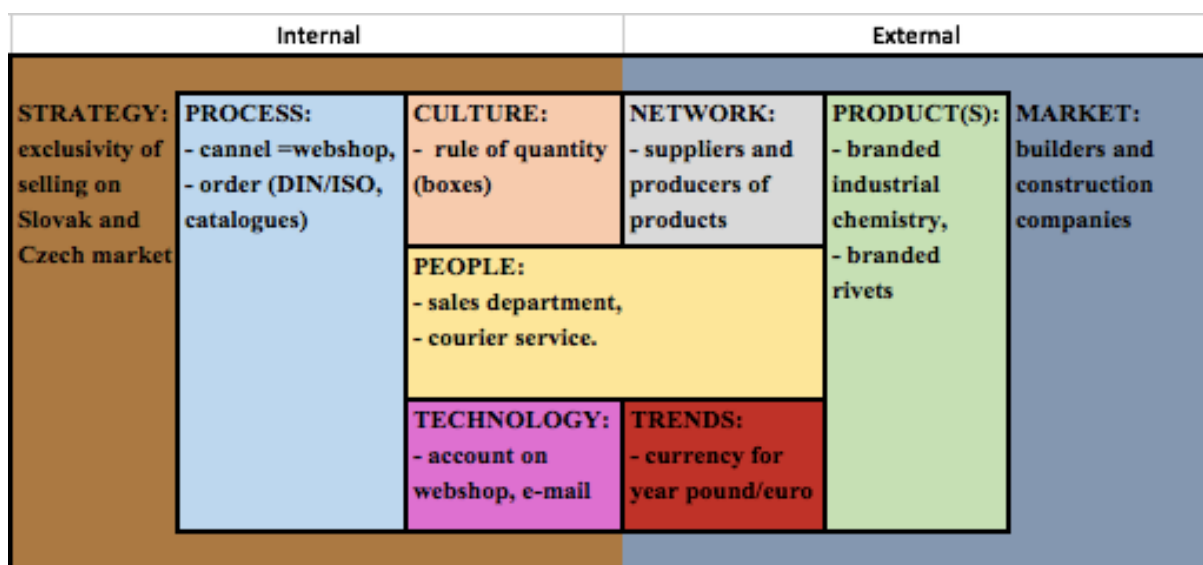 Internal
External
STRATEGY:
exclusivity of
selling on
Slovak and
Czech market
PROCESS:
- cannel =webshop,
- order (DIN/ISO,
catalogues)
CULTURE:
- rule of quantity
(boxes)
NETWORK:
- suppliers and
producers of
products
PRODUCT(S):
- branded
industrial
chemistry,
- branded
rivets
MARKET:
builders and
construction
companies
PEOPLE:
- sales department,
- courier service.
TECHNOLOGY:
- account on
webshop, e-mail
TRENDS:
- currency for
year pound/euro